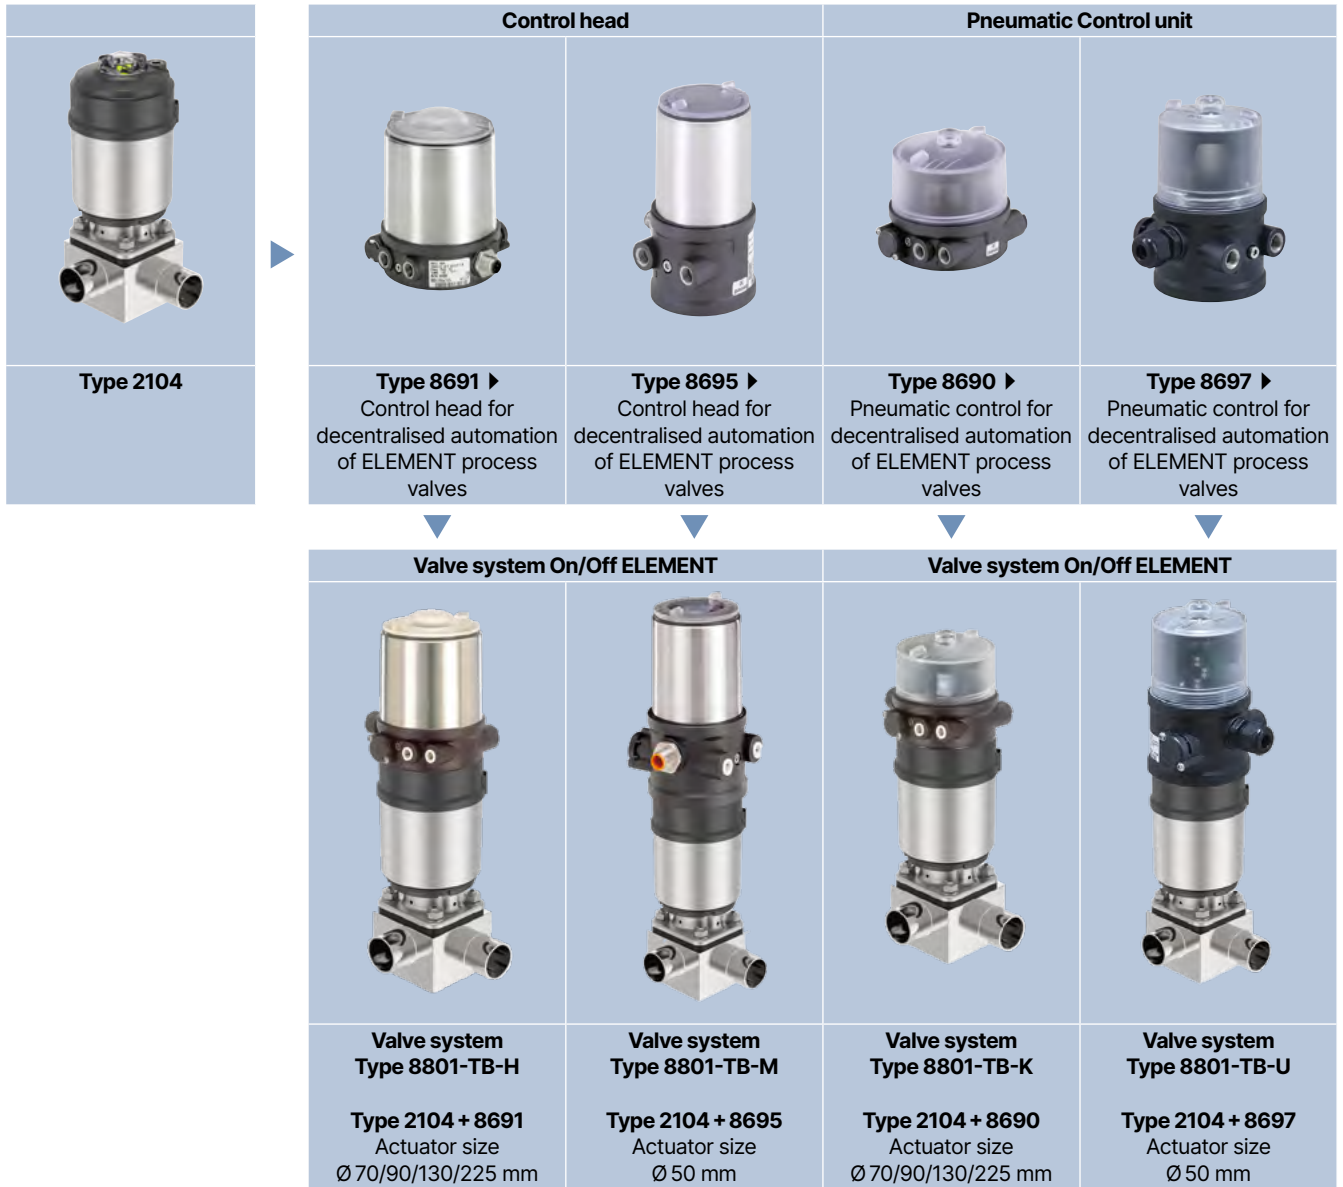 Control head
Pneumatic Control unit
Type 2104
Type 8691
Control head for
decentralised automation
of ELEMENT process
valves
Type 8695
Control head for
decentralised automation
of ELEMENT process
valves
Type 8690
Pneumatic control for
decentralised automation
of ELEMENT process
valves
Type 8697
Pneumatic control for
decentralised automation
of ELEMENT process
valves
Valve system On/Off ELEMENT
Valve system On/Off ELEMENT
Valve system
Type 8801-TB-H
Type 2104 + 8691
Actuator size
Ø 70/90/130/225 mm
Valve system
Type 8801-TB-M
Type 2104 + 8695
Actuator size
Ø 50 mm
Valve system
Type 8801-TB-K
Type 2104 + 8690
Actuator size
Ø 70/90/130/225 mm
Valve system
Type 8801-TB-U
Type 2104 + 8697
Actuator size
Ø 50 mm